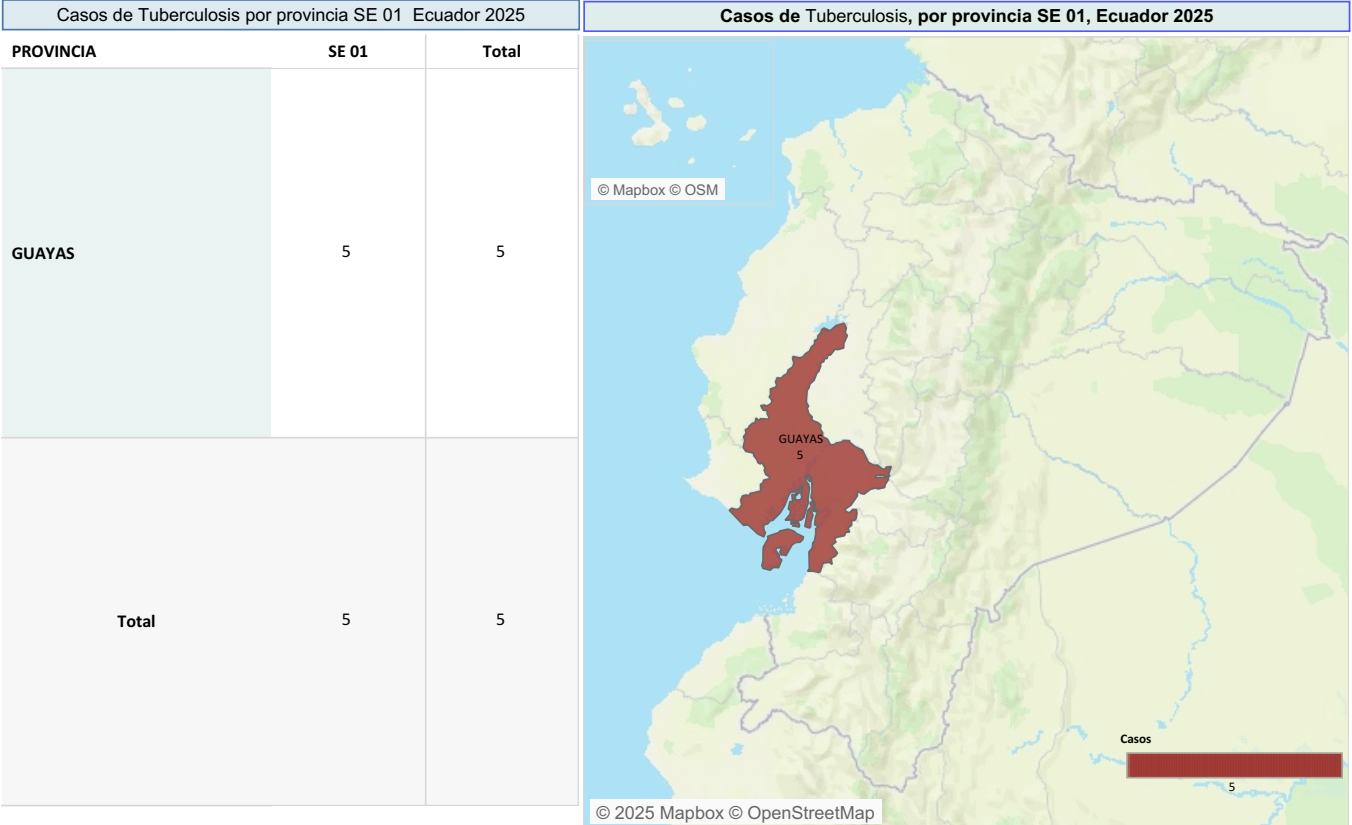 Casos de Tuberculosis por provincia SE 01 Ecuador 2025
PROVINCIA SE 01 Total
GUAYAS 5 5
Total 5 5
Casos de Tuberculosis, por provincia SE 01, Ecuador 2025
© Mapbox © OSM
GUAYAS
5
Casos
5
© 2025 Mapbox © OpenStreetMap